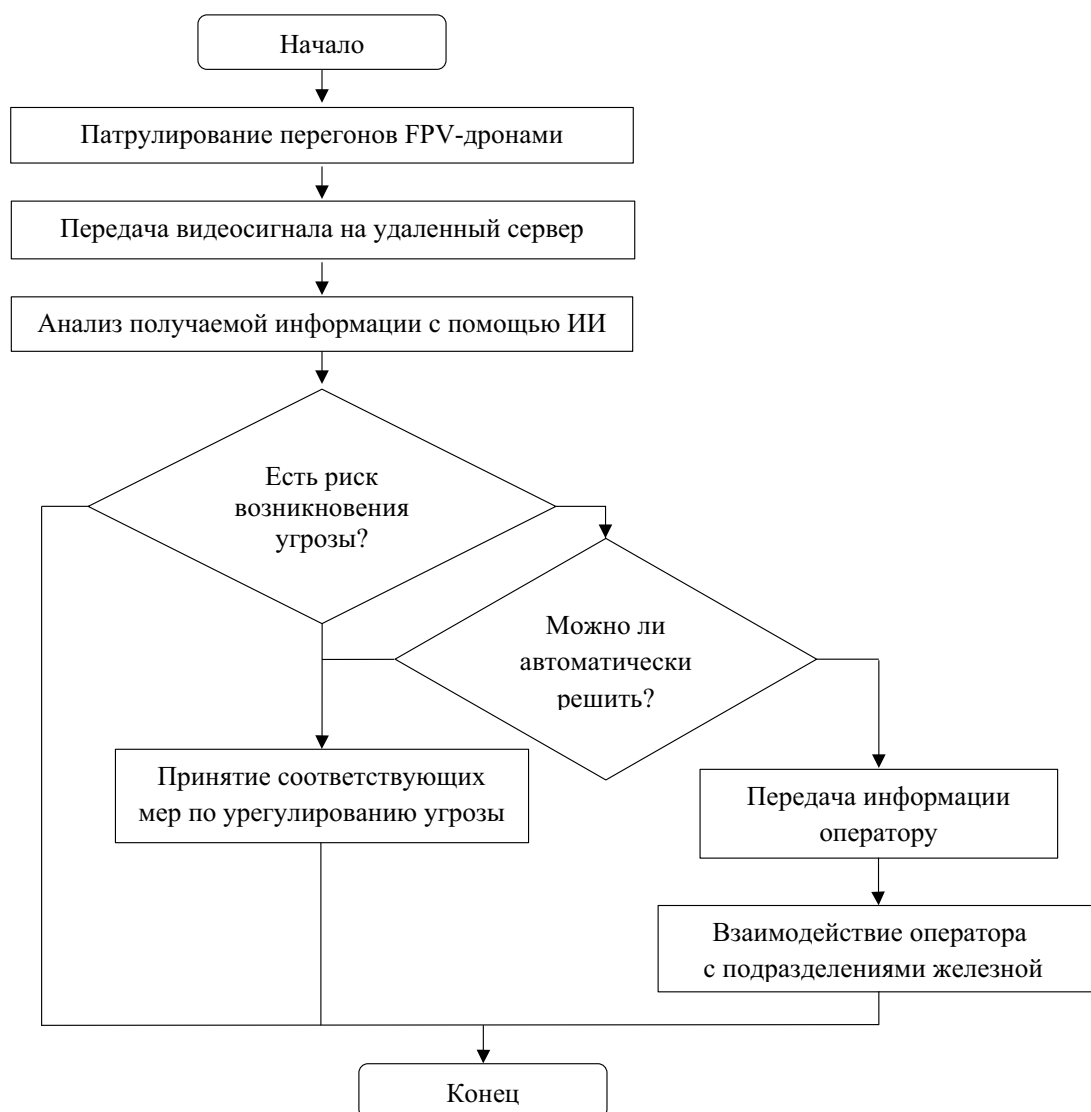 Начало
Патрулирование перегонов FPV-дронами
Передача видеосигнала на удаленный сервер
Анализ получаемой информации с помощью ИИ
Есть риск
возникновения
угрозы?
Можно ли
автоматически
решить?
Принятие соответствующих
мер по урегулированию угрозы
Передача информации
оператору
Взаимодействие оператора
с подразделениями железной
Конец